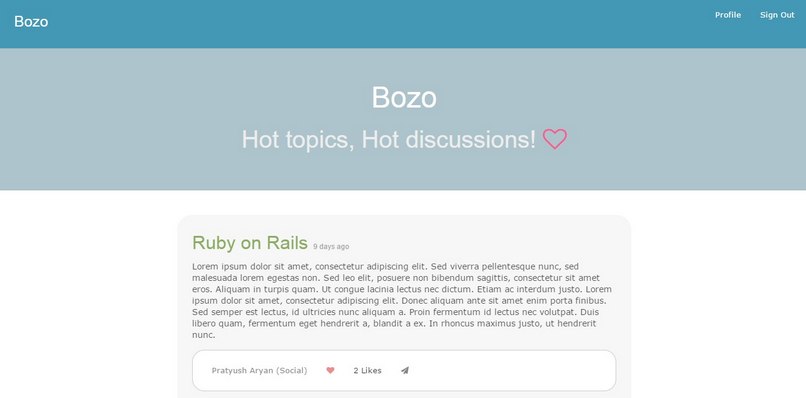 Bozo
Profile Sign Out
Bozo
Hot topics, Hot discussions!
Ruby on Rails 9 days ago
Lorem ipsum dolor sit amet, consectetur adipiscing elit. Sed viverra pellentesque nunc, sed
malesuada lorem egestas non. Sed leo elit, posuere non bibendum sagittis, consectetur sit amet
eros. Aliquam in turpis quam. Ut congue lacinia lectus nec dictum. Etiam ac interdum justo. Lorem
ipsum dolor sit amet, consectetur adipiscing elit. Donec aliquam ante sit amet enim porta finibus.
Sed semper est lectus, id ultricies nunc aliquam a. Proin fermentum id lectus nec volutpat. Duis
libero quam, fermentum eget hendrerit a, blandit a ex. In rhoncus maximus justo, ut hendrerit
nunc.
Pratyush Aryan (Social) 2 Likes